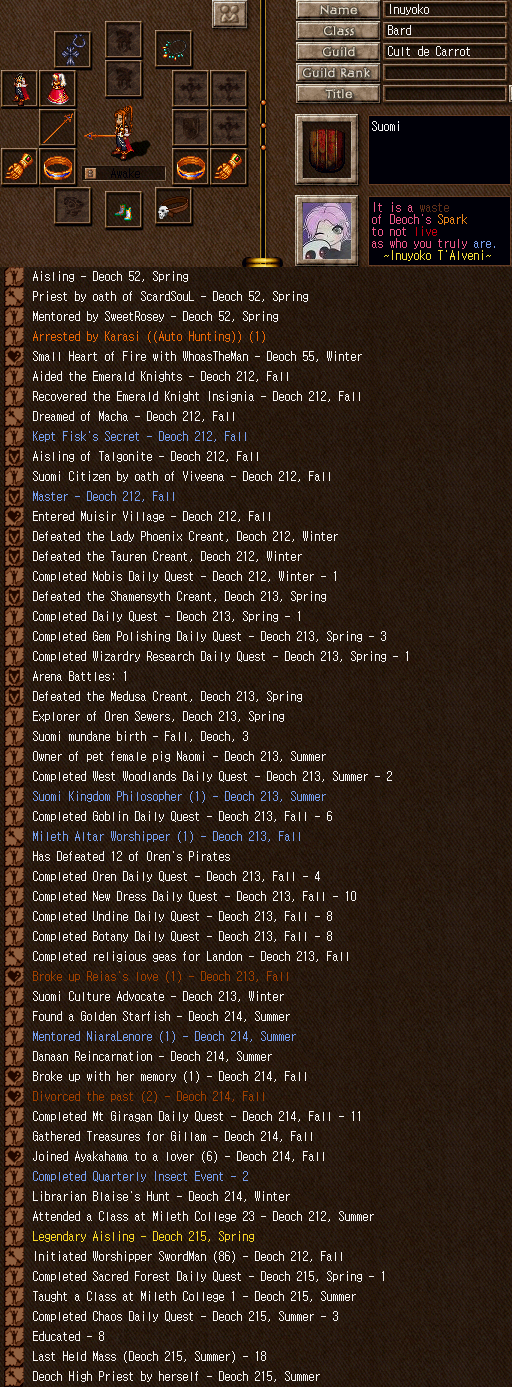 Name Inuyoko
Class Bard
Guild Cult de Carrot
Guild Rank
Title
Suomi
Awake
It is a waste
of Deoch's Spark
to not live
as who you truly are.
~Inuyoko T'Alveni~
Aisling - Deoch 52, Spring
Priest by oath of ScardSouL - Deoch 52, Spring
Mentored by SweetRosey - Deoch 52, Spring
Arrested by Karasi ((Auto Hunting)) (1)
Small Heart of Fire with WhoasTheMan - Deoch 55, Winter
Aided the Emerald Knights - Deoch 212, Fall
Recovered the Emerald Knight Insignia - Deoch 212, Fall
Dreamed of Macha - Deoch 212, Fall
Kept Fisk's Secret - Deoch 212, Fall
Aisling of Talgonite - Deoch 212, Fall
Suomi Citizen by oath of Viveena - Deoch 212, Fall
Master - Deoch 212, Fall
Entered Muisir Village - Deoch 212, Fall
Defeated the Lady Phoenix Creant, Deoch 212, Winter
Defeated the Tauren Creant, Deoch 212, Winter
Completed Nobis Daily Quest - Deoch 212, Winter - 1
Defeated the Shamensyth Creant, Deoch 213, Spring
Completed Daily Quest - Deoch 213, Spring - 1
Completed Gem Polishing Daily Quest - Deoch 213, Spring - 3
Completed Wizardry Research Daily Quest - Deoch 213, Spring - 1
Arena Battles: 1
Defeated the Medusa Creant, Deoch 213, Spring
Explorer of Oren Sewers, Deoch 213, Spring
Suomi mundane birth - Fall, Deoch, 3
Owner of pet female pig Naomi - Deoch 213, Summer
Completed West Woodlands Daily Quest - Deoch 213, Summer - 2
Suomi Kingdom Philosopher (1) - Deoch 213, Summer
Completed Goblin Daily Quest - Deoch 213, Fall - 6
Mileth Altar Worshipper (1) - Deoch 213, Fall
Has Defeated 12 of Oren's Pirates
Completed Oren Daily Quest - Deoch 213, Fall - 4
Completed New Dress Daily Quest - Deoch 213, Fall - 10
Completed Undine Daily Quest - Deoch 213, Fall - 8
Completed Botany Daily Quest - Deoch 213, Fall - 8
Completed religious geas for Landon - Deoch 213, Fall
Broke up Reias's love (1) - Deoch 213, Fall
Suomi Culture Advocate - Deoch 213, Winter
Found a Golden Starfish - Deoch 214, Summer
Mentored NiaraLenore (1) - Deoch 214, Summer
Danaan Reincarnation - Deoch 214, Summer
Broke up with her memory (1) - Deoch 214, Fall
Divorced the past (2) - Deoch 214, Fall
Completed Mt Giragan Daily Quest - Deoch 214, Fall - 11
Gathered Treasures for Gillam - Deoch 214, Fall
Joined Ayakahama to a lover (6) - Deoch 214, Fall
Completed Quarterly Insect Event - 2
Librarian Blaise's Hunt - Deoch 214, Winter
Attended a Class at Mileth College 23 - Deoch 212, Summer
Legendary Aisling - Deoch 215, Spring
Initiated Worshipper SwordMan (86) - Deoch 212, Fall
Completed Sacred Forest Daily Quest - Deoch 215, Spring - 1
Taught a Class at Mileth College 1 - Deoch 215, Summer
Completed Chaos Daily Quest - Deoch 215, Summer - 3
Educated - 8
Last Held Mass (Deoch 215, Summer) - 18
Deoch High Priest by herself - Deoch 215, Summer